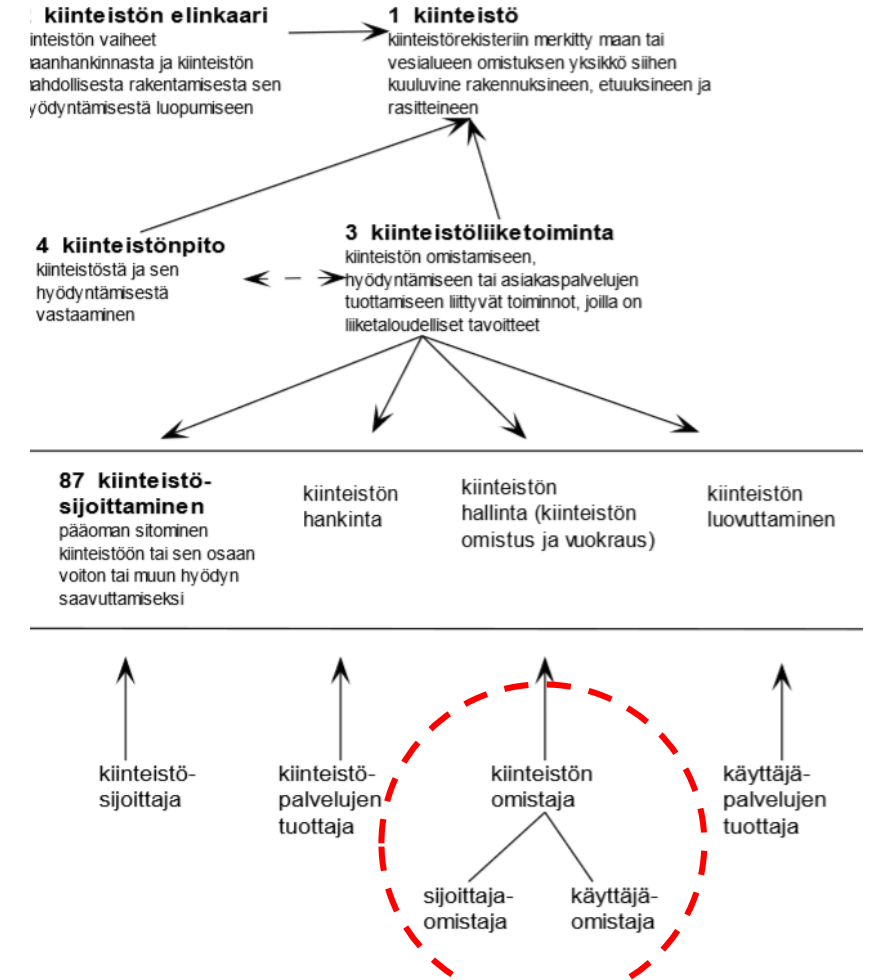 kiinteistön elinkaari
vaiheet
ja kiinteistön
rakentamisesta sen
luopumiseen
1 kiinteistö
kiinteistörekisteriin merkitty maan tai
vesialueen omistuksen yksikkö siihen
kuuluvine rakennuksineen, etuuksineen ja
rasitteineen
4 kiinteistönpito
kiinteistöstä ja sen
hyödyntämisestä
vastaaminen
3 kiinteistöliiketoiminta
kiinteistön omistamiseen,
hyödyntämiseen tai asiakaspalvelujen
tuottamiseen liittyvät toiminnot, joilla on
liiketaloudelliset tavoitteet
87 kiinteistö-
sijoittaminen
pääoman sitominen
kiinteistöön tai sen osaan
voiton tai muun hyödyn
saavuttamiseksi
kiinteistön
hankinta
kiinteistön
hallinta (kiinteistön
omistus ja vuokraus)
kiinteistön
luovuttaminen
kiinteistö-
sijoittaja
kiinteistö-
palvelujen
tuottaja
kiinteistön
omistaja
käyttäjä-
palvelujen
tuottaja
sijoittaja-
omistaja
käyttäjä-
omistaja